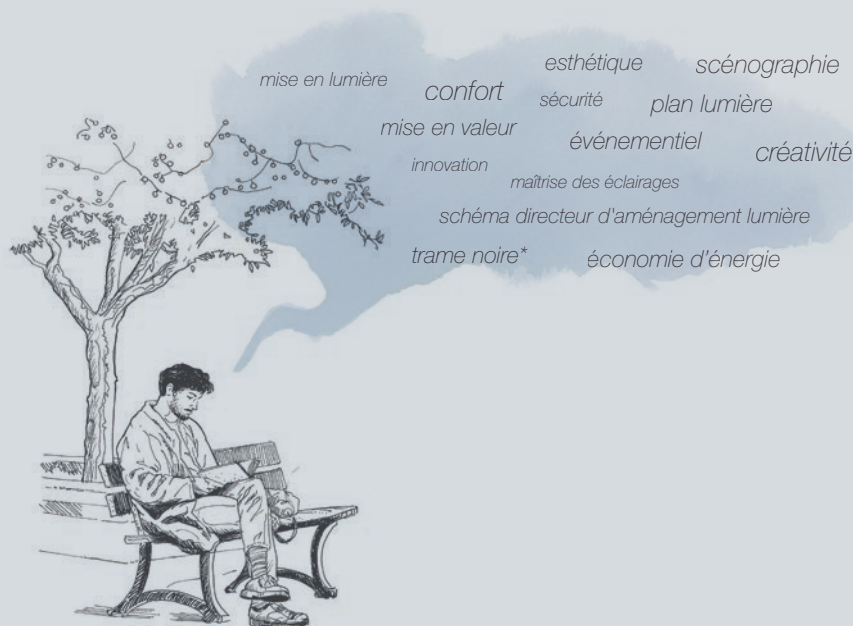 esthétique
scénographie
mise en lumière
confort
sécurité
plan lumière
mise en valeur
événementiel
créativité
innovation
maîtrise des éclairages
schéma directeur d'aménagement lumière
trame noire*
économie d’énergie